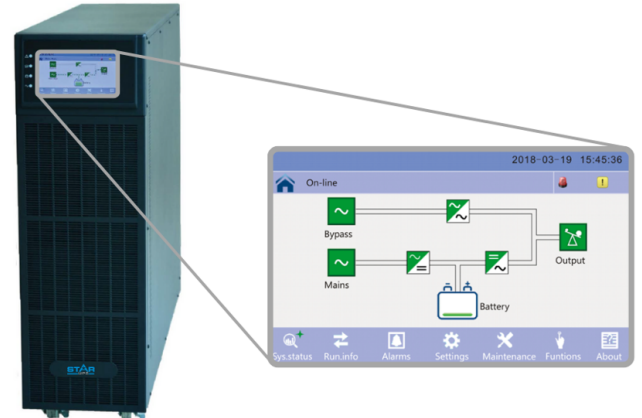 STAR
2018-03-19 15:45:36
On-line
Bypass
Output
Mains
Battery
Sys.status Run.info Alarms Settings Maintenance Funtions About